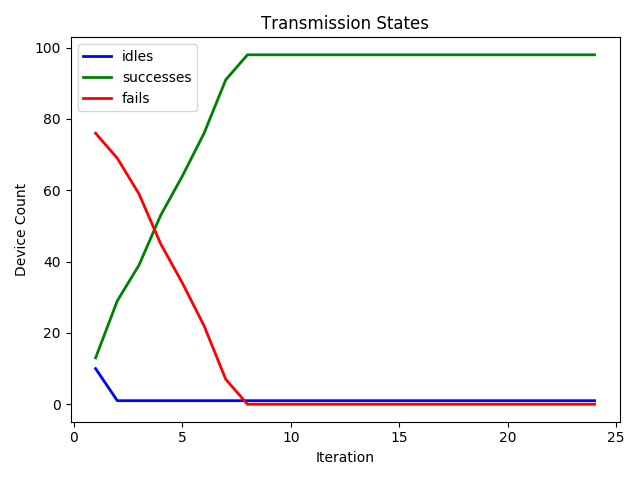 Transmission States
idles
successes
fails
Device Count
100
80
60
40
20
0
0 5 10 15 20 25
Iteration